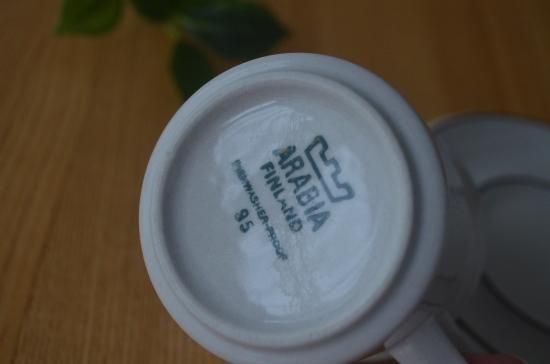 ARABIA
FINLAND
DISHWASHER-PROOF
95